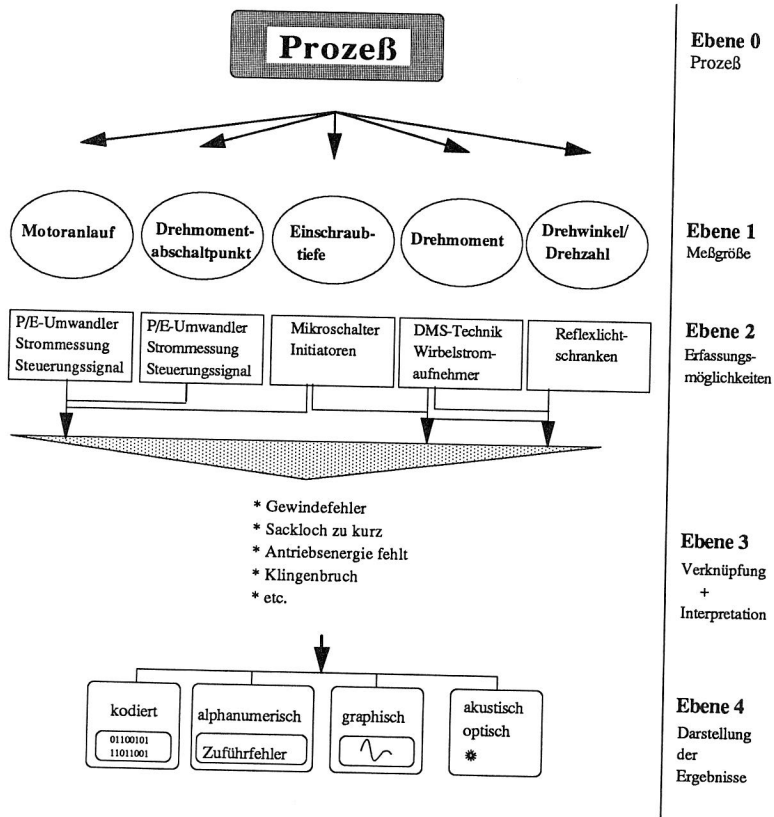 Prozeß
Ebene 0
Prozeß
Motoranlauf
Drehmoment-
abschaltpunkt
Einschraub-
tiefe
Drehmoment
Drehwinkel/
Drehzahl
Ebene 1
Meßgröße
P/E-Umwandler
Strommessung
Steuerungssignal
P/E-Umwandler
Strommessung
Steuerungssignal
Mikroschalter
Initiatoren
DMS-Technik
Wirbelstrom-
aufnehmer
Reflexlicht-
schranken
Ebene 2
Erfassungs-
möglichkeiten
* Gewindefehler
* Sackloch zu kurz
* Antriebsenergie fehlt
* Klingenbruch
* etc.
Ebene 3
Verknüpfung
+
Interpretation
kodiert
01100101
11011001
alphanumerisch
Zuführfehler
graphisch
akustisch
optisch
Ebene 4
Darstellung
der
Ergebnisse